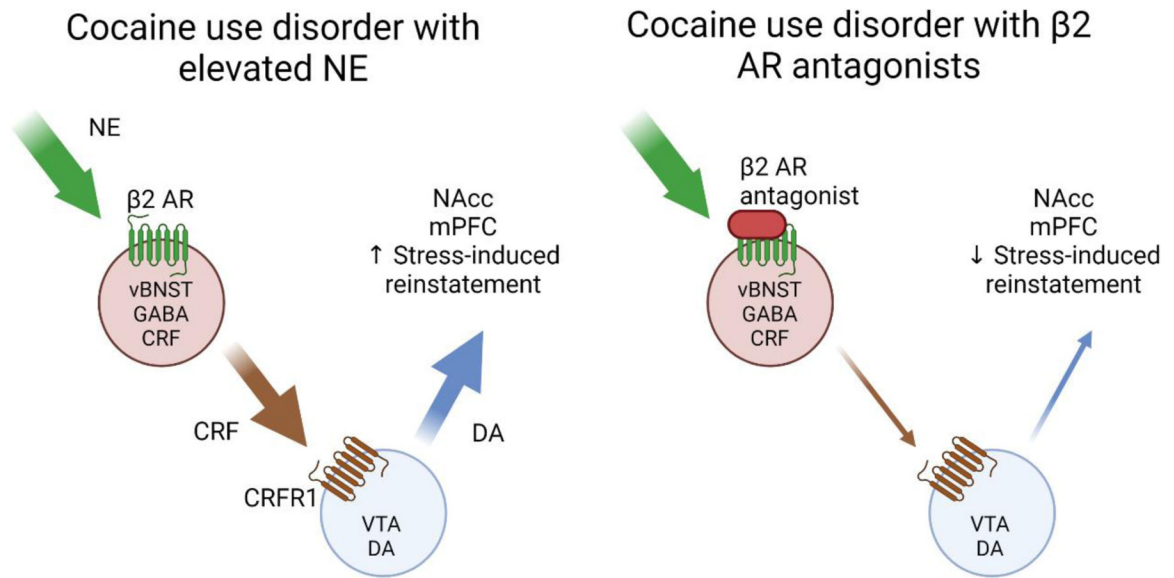 Cocaine use disorder with
elevated NE
NE
β2 AR
vBNST
GABA
CRF
CRF
CRFR1
VTA
DA
DA
NAcc
mPFC
↑ Stress-induced
reinstatement
Cocaine use disorder with β2
AR antagonists
β2 AR
antagonist
vBNST
GABA
CRF
VTA
DA
NAcc
mPFC
↓ Stress-induced
reinstatement